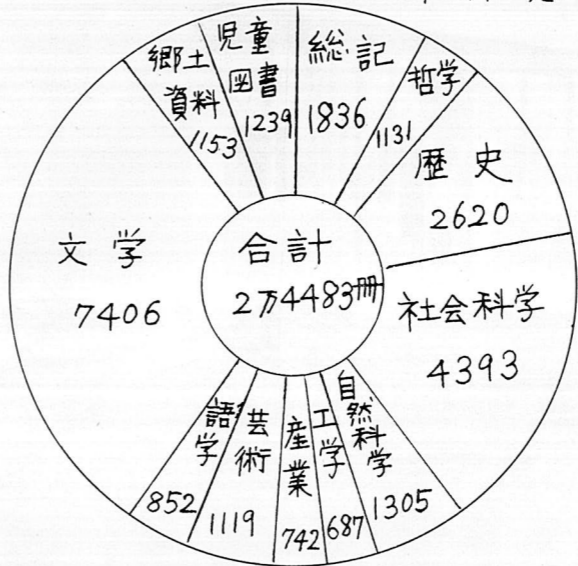 総記
1836
哲学
1131
歴史
2620
社会科学
4393
自然科学
1305
工学
687
産業
742
芸術
1119
語学
852
文学
7406
郷土
資料
1153
児童
図書
1239
合計
2万4483冊